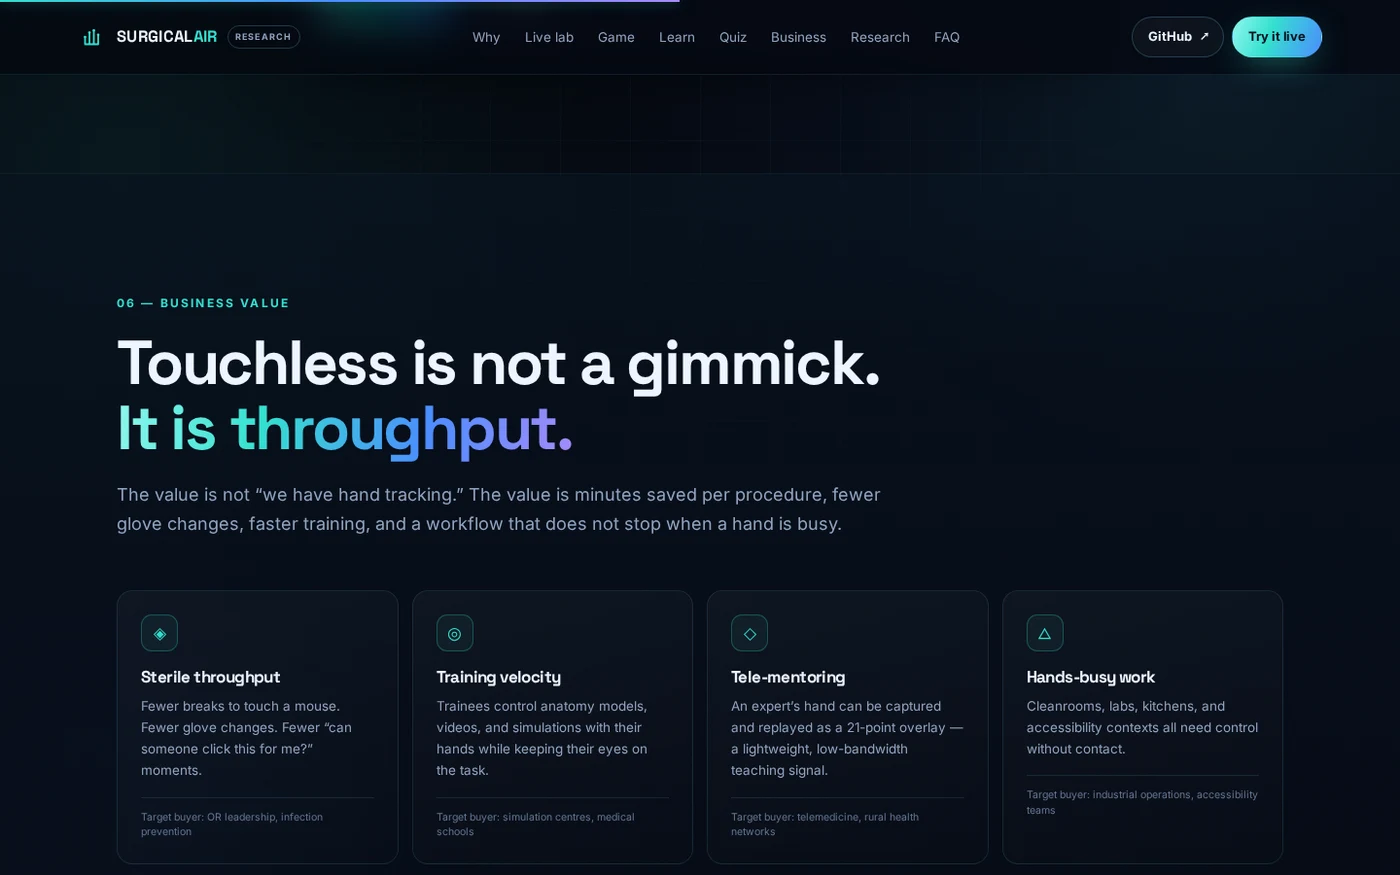 SURGICALAIR RESEARCH Why Live lab Game Learn Quiz Business Research FAQ GitHub ↗ Try it live
06 — BUSINESS VALUE
Touchless is not a gimmick.
It is throughput.
The value is not “we have hand tracking.” The value is minutes saved per procedure, fewer
glove changes, faster training, and a workflow that does not stop when a hand is busy.
Sterile throughput
Fewer breaks to touch a mouse.
Fewer glove changes. Fewer “can
someone click this for me?”
moments.
Target buyer: OR leadership, infection
prevention
Training velocity
Trainees control anatomy models,
videos, and simulations with their
hands while keeping their eyes on
the task.
Target buyer: simulation centres, medical
schools
Tele-mentoring
An expert’s hand can be captured
and replayed as a 21-point overlay —
a lightweight, low-bandwidth
teaching signal.
Target buyer: telemedicine, rural health
networks
Hands-busy work
Cleanrooms, labs, kitchens, and
accessibility contexts all need control
without contact.
Target buyer: industrial operations, accessibility
teams